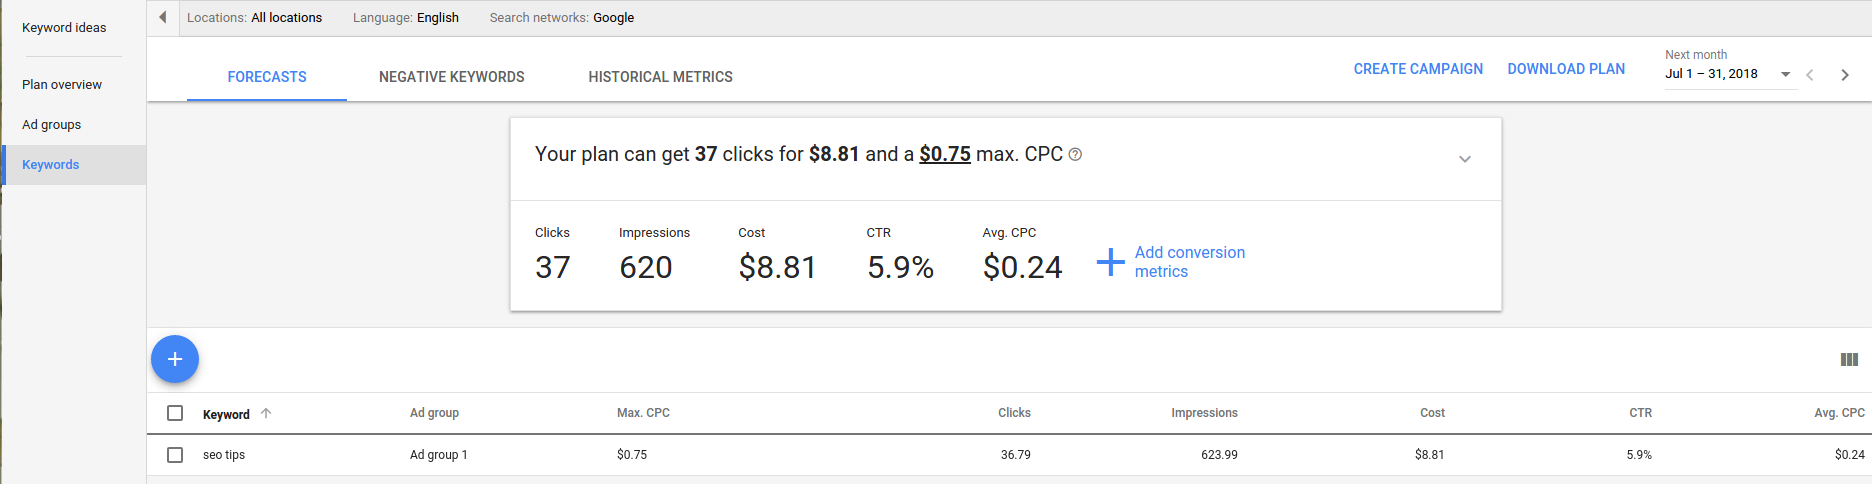 Keyword ideas
Plan overview
Ad groups
Keywords
Locations: All locations Language: English Search networks: Google
FORECASTS NEGATIVE KEYWORDS HISTORICAL METRICS
CREATE CAMPAIGN DOWNLOAD PLAN
Next month
Jul 1 – 31, 2018
Your plan can get 37 clicks for $8.81 and a $0.75 max. CPC ?
Clicks Impressions Cost CTR Avg. CPC
37 620 $8.81 5.9% $0.24
Add conversion
metrics
Keyword Ad group Max. CPC Clicks Impressions Cost CTR Avg. CPC
seo tips Ad group 1 $0.75 36.79 623.99 $8.81 5.9% $0.24